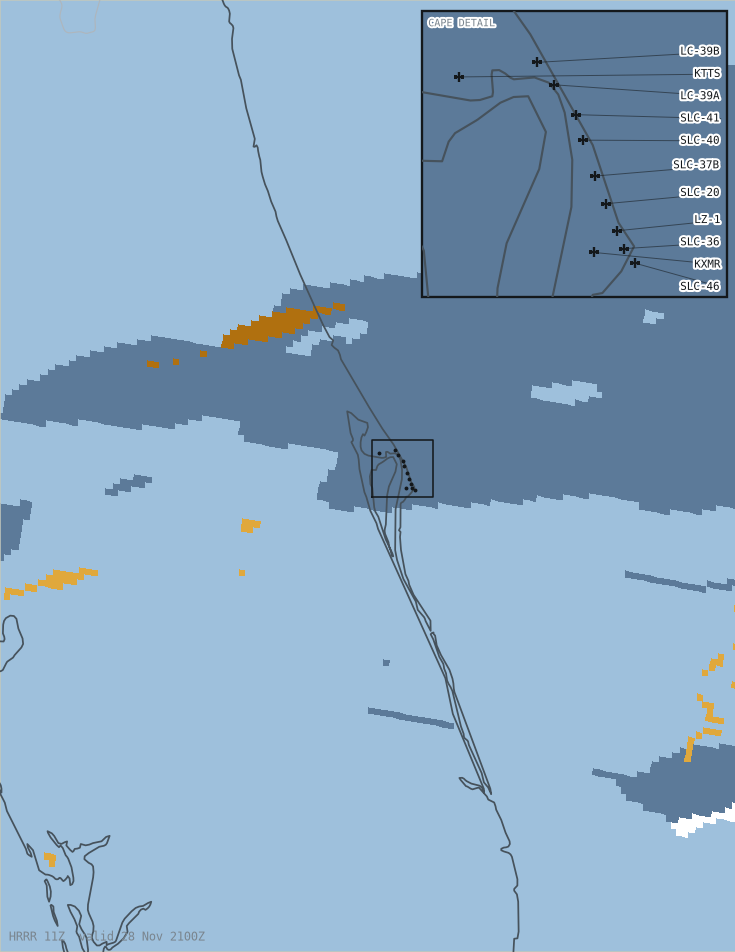 CAPE DETAIL
LC-39B
KTTS
LC-39A
SLC-41
SLC-40
SLC-37B
SLC-20
LZ-1
SLC-36
KXMR
SLC-46
HRRR 11Z valid 28 Nov 2100Z